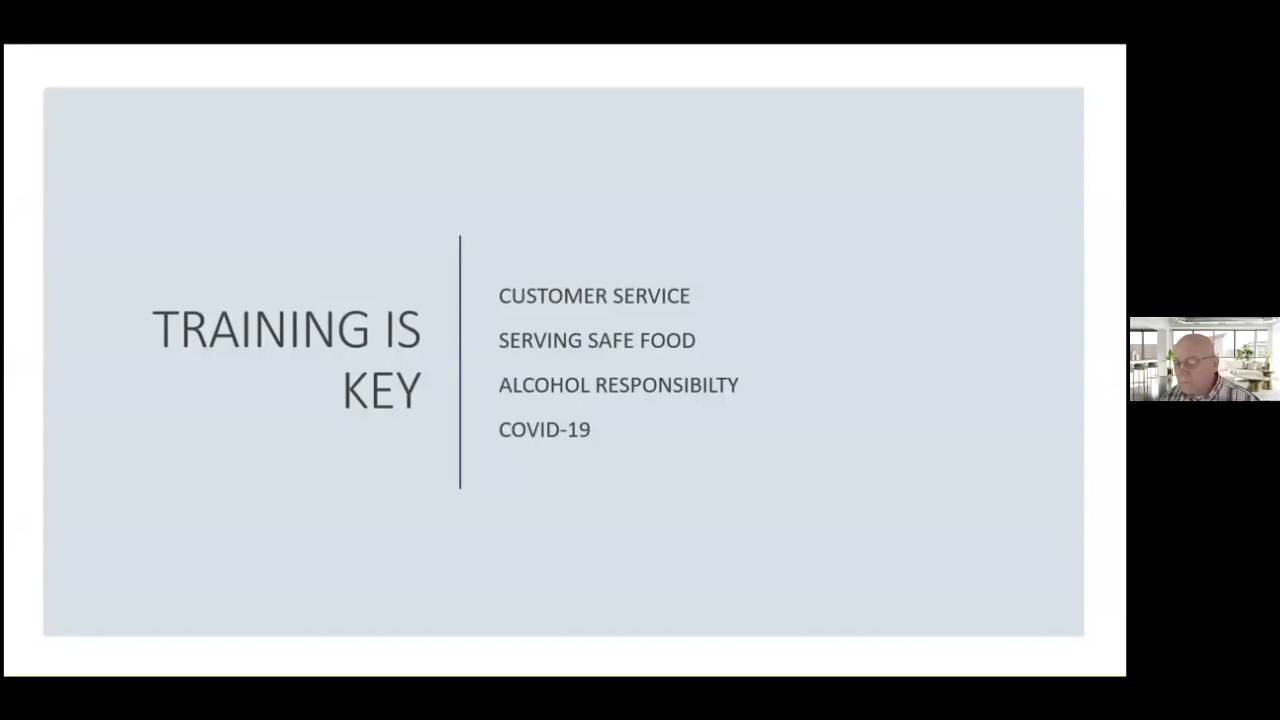 TRAINING IS
KEY
CUSTOMER SERVICE
SERVING SAFE FOOD
ALCOHOL RESPONSIBILTY
COVID-19